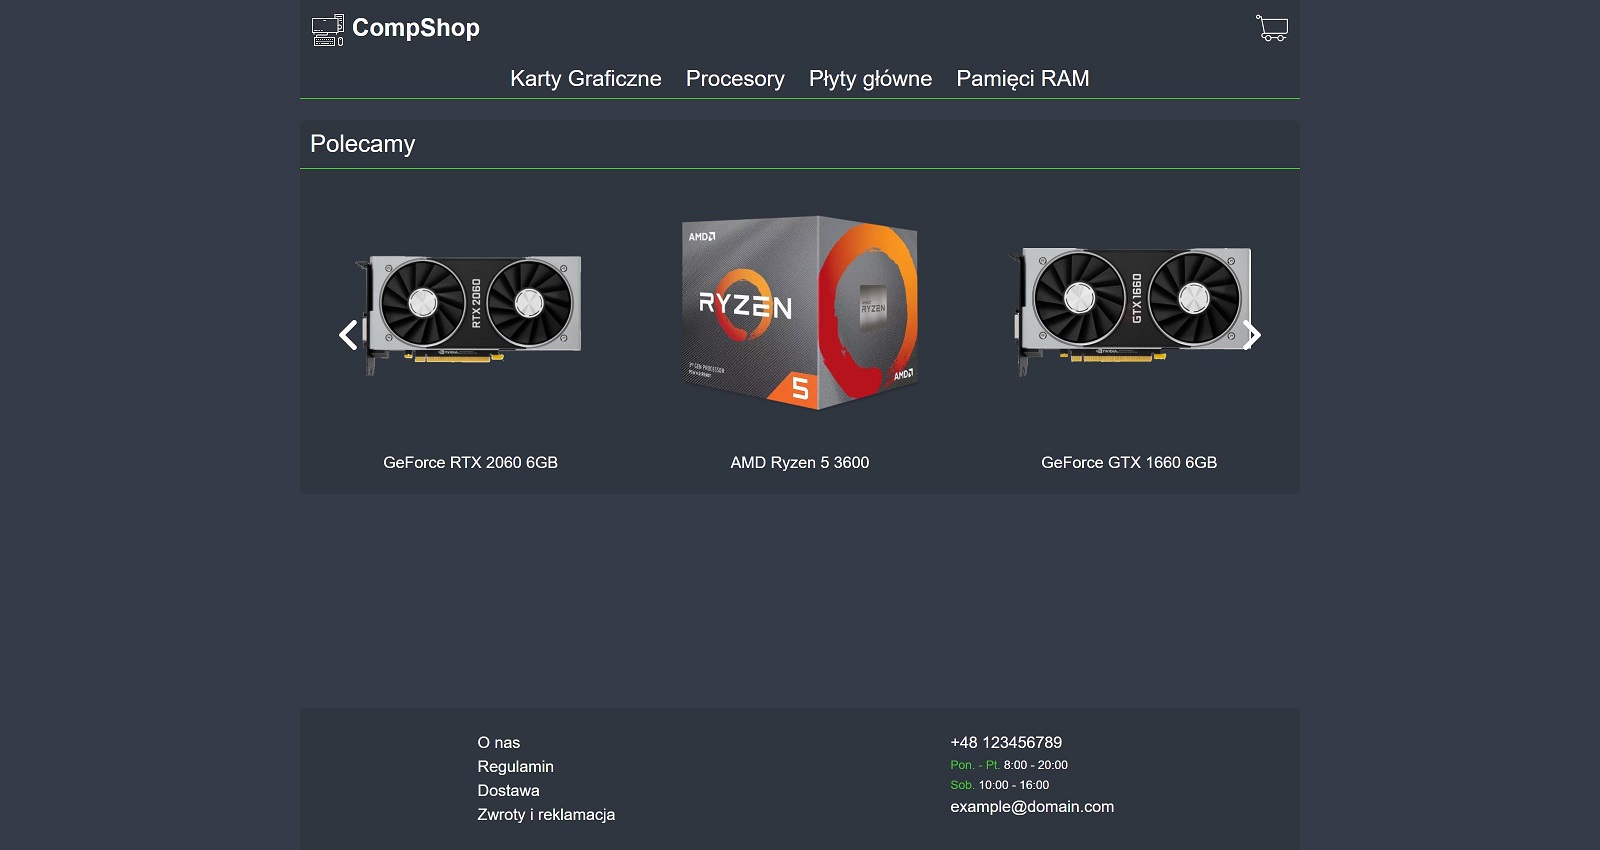 CompShop
Karty Graficzne Procesory Płyty główne Pamięci RAM
Polecamy
RTX 2060
AMD
RYZEN
5
AMD
RYZEN
GTX 1660
GeForce RTX 2060 6GB
AMD Ryzen 5 3600
GeForce GTX 1660 6GB
O nas
Regulamin
Dostawa
Zwroty i reklamacja
+48 123456789
Pon. - Pt. 8:00 - 20:00
Sob. 10:00 - 16:00
example@domain.com